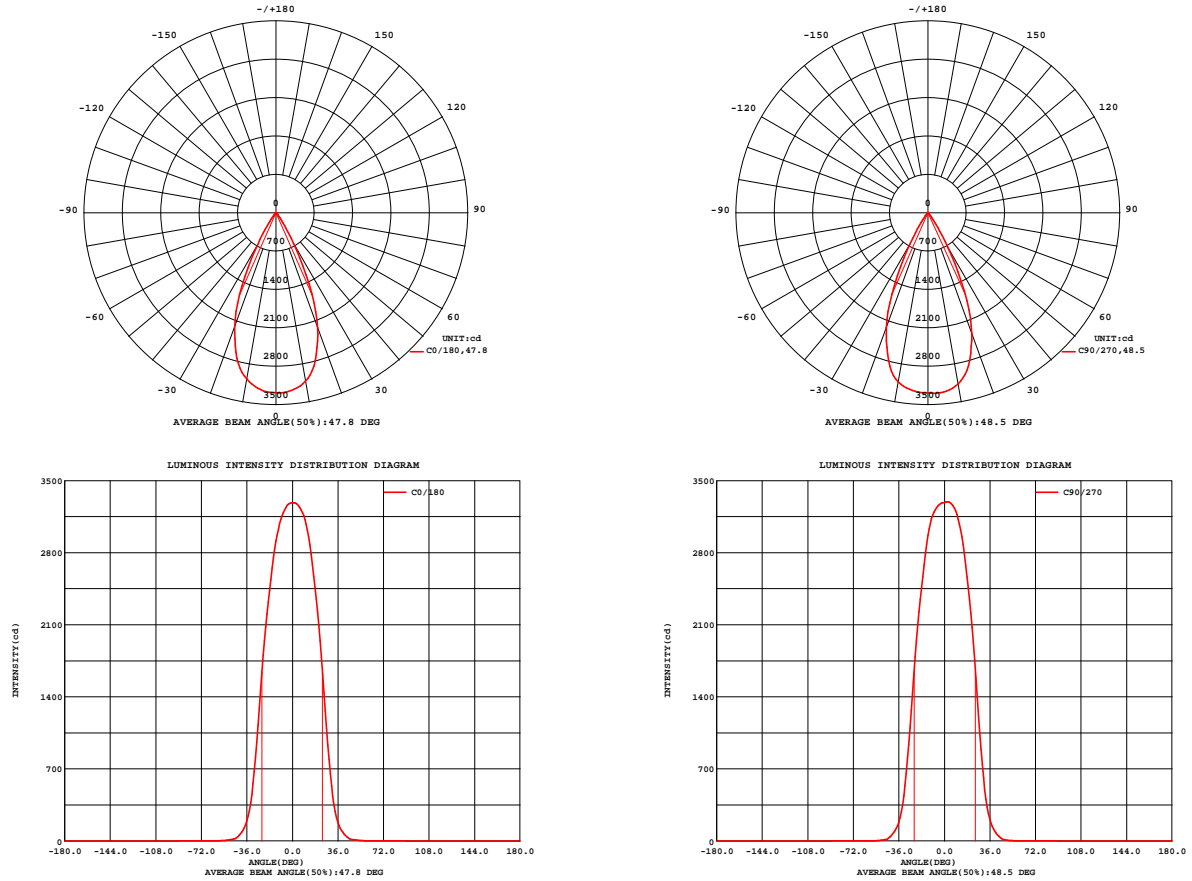 -/+180
-150 150
-120 120
-90 90
-60 60
-30 30
0
0
700
1400
2100
2800
3500
UNIT:cd
C0/180,47.8
AVERAGE BEAM ANGLE(50%):47.8 DEG
-/+180
-150 150
-120 120
-90 90
-60 60
-30 30
0
0
700
1400
2100
2800
3500
UNIT:cd
C90/270,48.5
AVERAGE BEAM ANGLE(50%):48.5 DEG
LUMINOUS INTENSITY DISTRIBUTION DIAGRAM
C0/180
INTENSITY(cd)
3500
2800
2100
1400
700
0
-180.0 -144.0 -108.0 -72.0 -36.0 0.0 36.0 72.0 108.0 144.0 180.0
ANGLE(DEG)
AVERAGE BEAM ANGLE(50%):47.8 DEG
LUMINOUS INTENSITY DISTRIBUTION DIAGRAM
C90/270
INTENSITY(cd)
3500
2800
2100
1400
700
0
-180.0 -144.0 -108.0 -72.0 -36.0 0.0 36.0 72.0 108.0 144.0 180.0
ANGLE(DEG)
AVERAGE BEAM ANGLE(50%):48.5 DEG